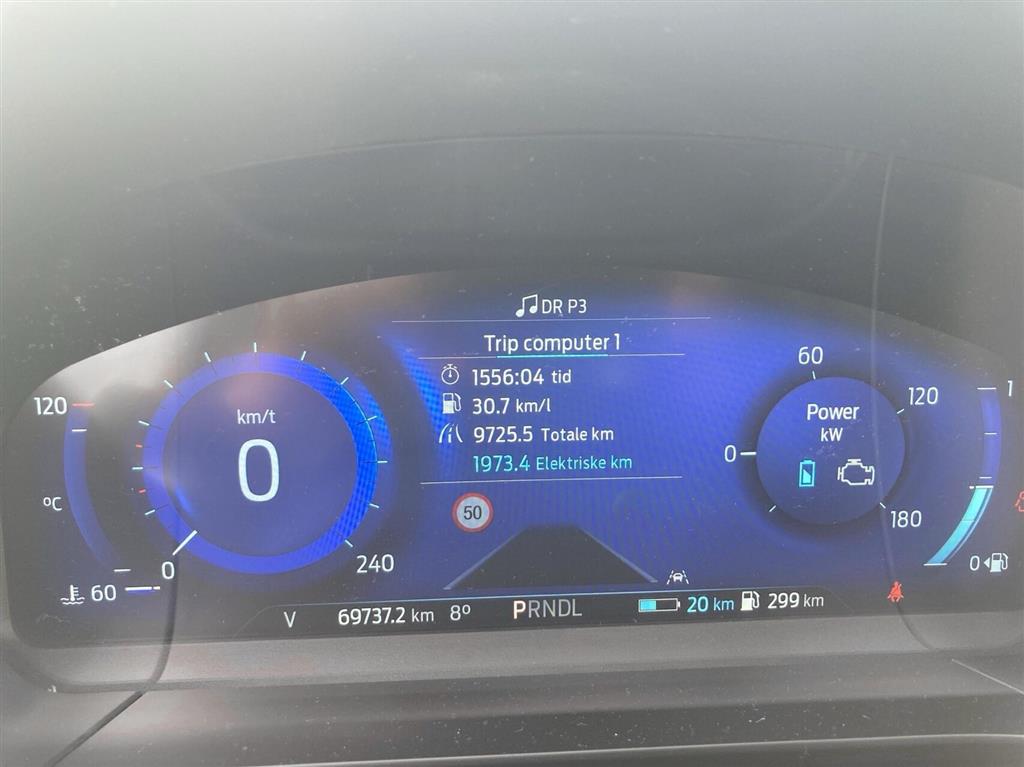 DR P3
Trip computer 1
1556:04 tid
30.7 km/l
9725.5 Totale km
1973.4 Elektriske km
50
120
°C
60
km/t
0
0
240
Power
kW
0
60
120
180
1
0
V
69737.2 km
8°
PRNDL
20 km
299 km